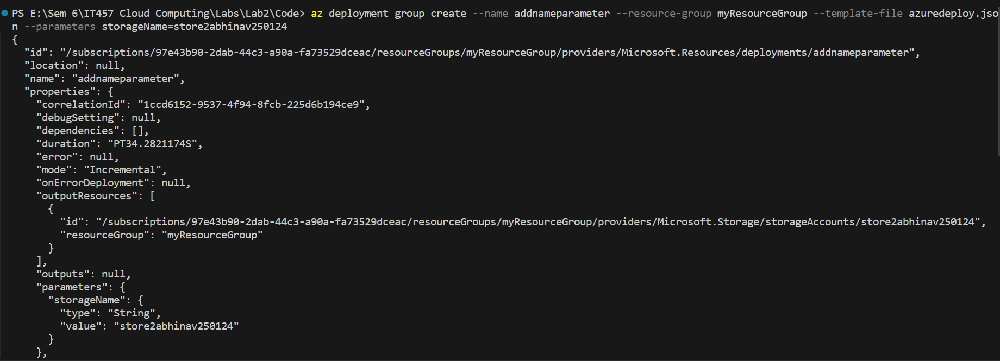 PS E:\Sem 6\IT457 Cloud Computing\Labs\Lab2\Code> az deployment group create --name addnameparameter --resource-group myResourceGroup --template-file azuredeploy.jso
n --parameters storageName=store2abhinav250124
{
  "id": "/subscriptions/97e43b90-2dab-44c3-a90a-fa73529dceac/resourceGroups/myResourceGroup/providers/Microsoft.Resources/deployments/addnameparameter",
  "location": null,
  "name": "addnameparameter",
  "properties": {
    "correlationId": "1ccd6152-9537-4f94-8fcb-225d6b194ce9",
    "debugSetting": null,
    "dependencies": [],
    "duration": "PT34.2821174S",
    "error": null,
    "mode": "Incremental",
    "onErrorDeployment": null,
    "outputResources": [
      {
        "id": "/subscriptions/97e43b90-2dab-44c3-a90a-fa73529dceac/resourceGroups/myResourceGroup/providers/Microsoft.Storage/storageAccounts/store2abhinav250124",
        "resourceGroup": "myResourceGroup"
      }
    ],
    "outputs": null,
    "parameters": {
      "storageName": {
        "type": "String",
        "value": "store2abhinav250124"
      }
    },